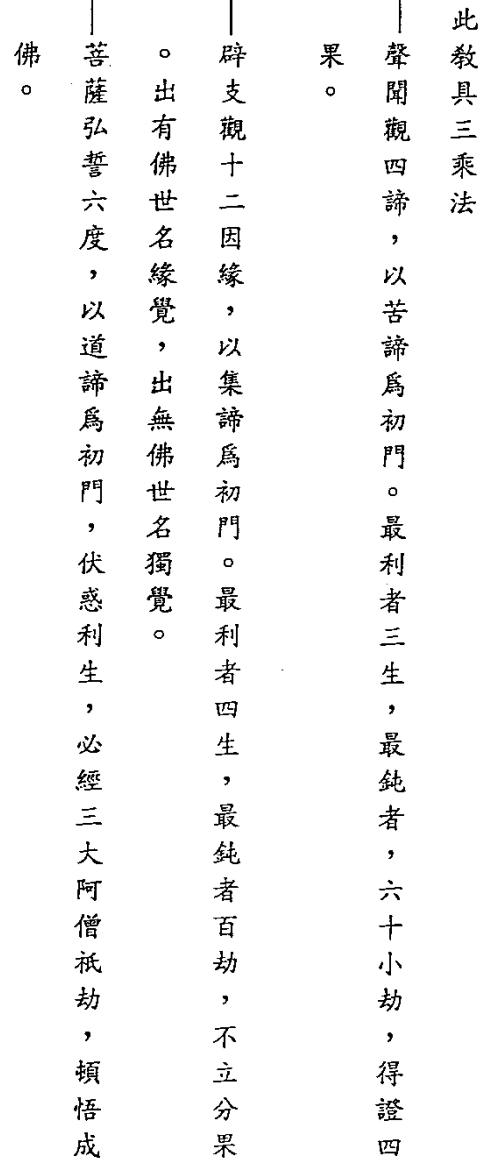 此教具三乘法
聲聞觀四諦，以苦諦爲初門。最利者三生，最鈍者，六十小劫，得證四
果。
辟支觀十二因緣，以集諦爲初門。最利者四生，最鈍者百劫，不立分果
。出有佛世名緣覺，出無佛世名獨覺。
菩薩弘誓六度，以道諦爲初門，伏惑利生，必經三大阿僧祇劫，頓悟成
佛。